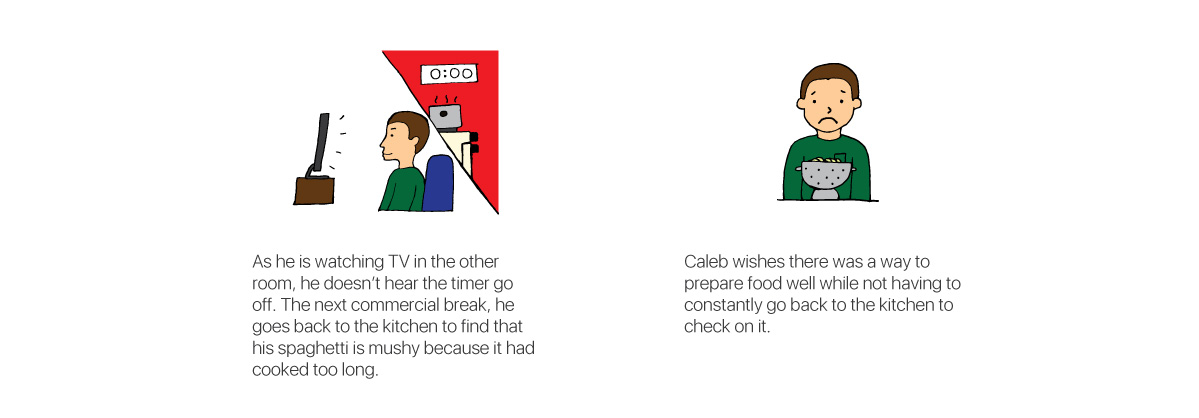 0:00
As he is watching TV in the other
room, he doesn’t hear the timer go
off. The next commercial break, he
goes back to the kitchen to find that
his spaghetti is mushy because it had
cooked too long.
Caleb wishes there was a way to
prepare food well while not having to
constantly go back to the kitchen to
check on it.